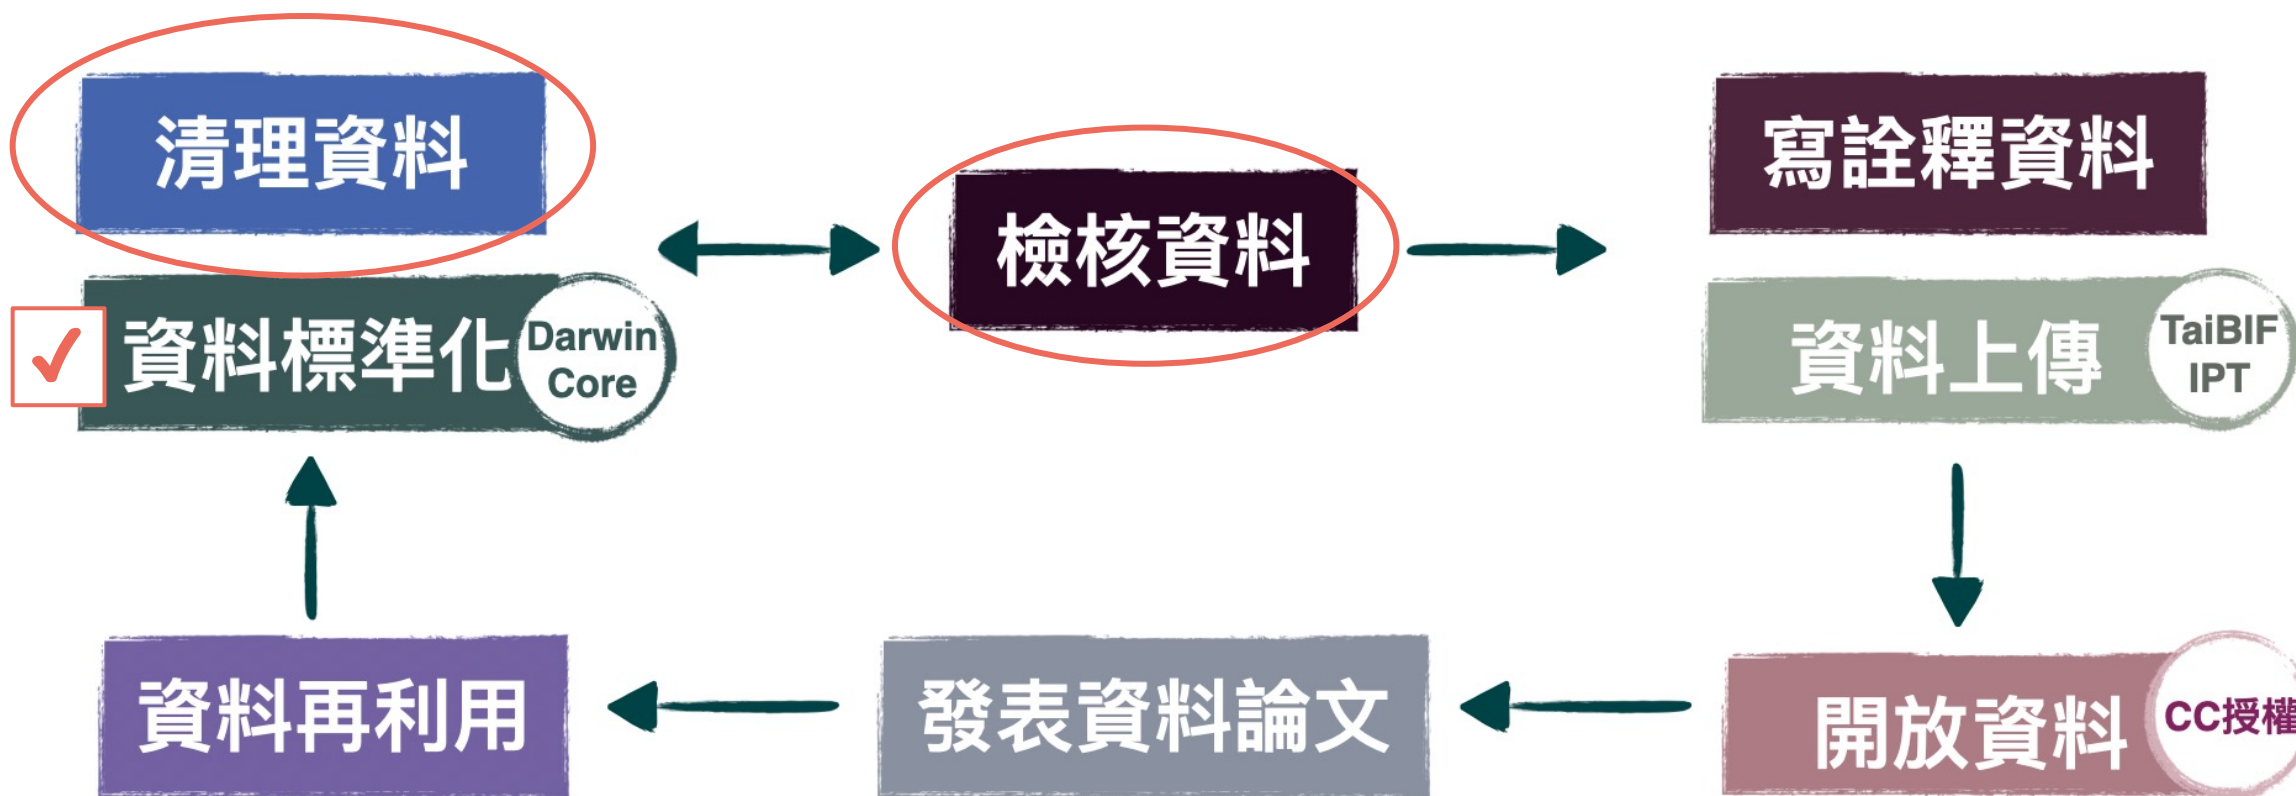 清理資料
資料標準化
Darwin
Core
檢核資料
寫詮釋資料
資料上傳
TaiBIF
IPT
開放資料
CC授權
發表資料論文
資料再利用